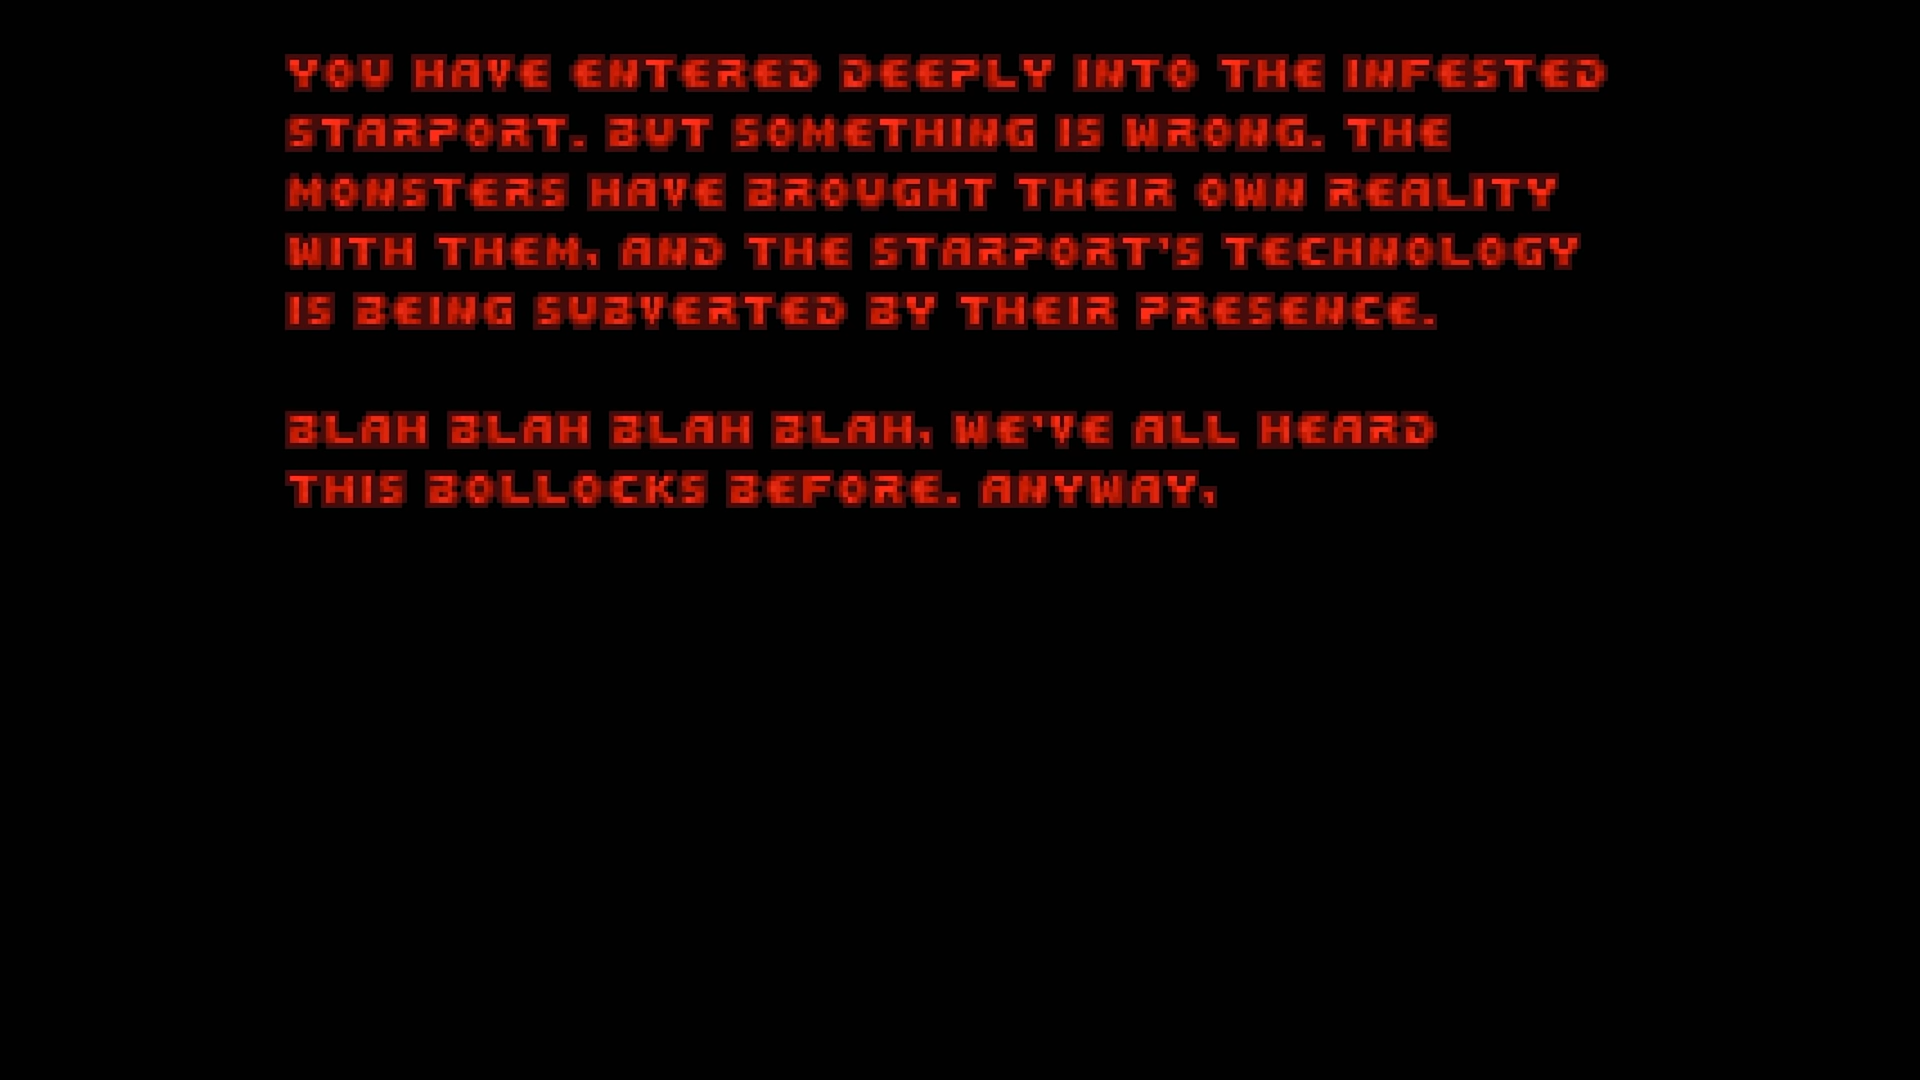 YOU HAVE ENTERED DEEPLY INTO THE INFESTED
STARPORT. BUT SOMETHING IS WRONG. THE
MONSTERS HAVE BROUGHT THEIR OWN REALITY
WITH THEM, AND THE STARPORT'S TECHNOLOGY
IS BEING SUBVERTED BY THEIR PRESENCE.
BLAH BLAH BLAH BLAH, WE'VE ALL HEARD
THIS BOLLOCKS BEFORE. ANYWAY,